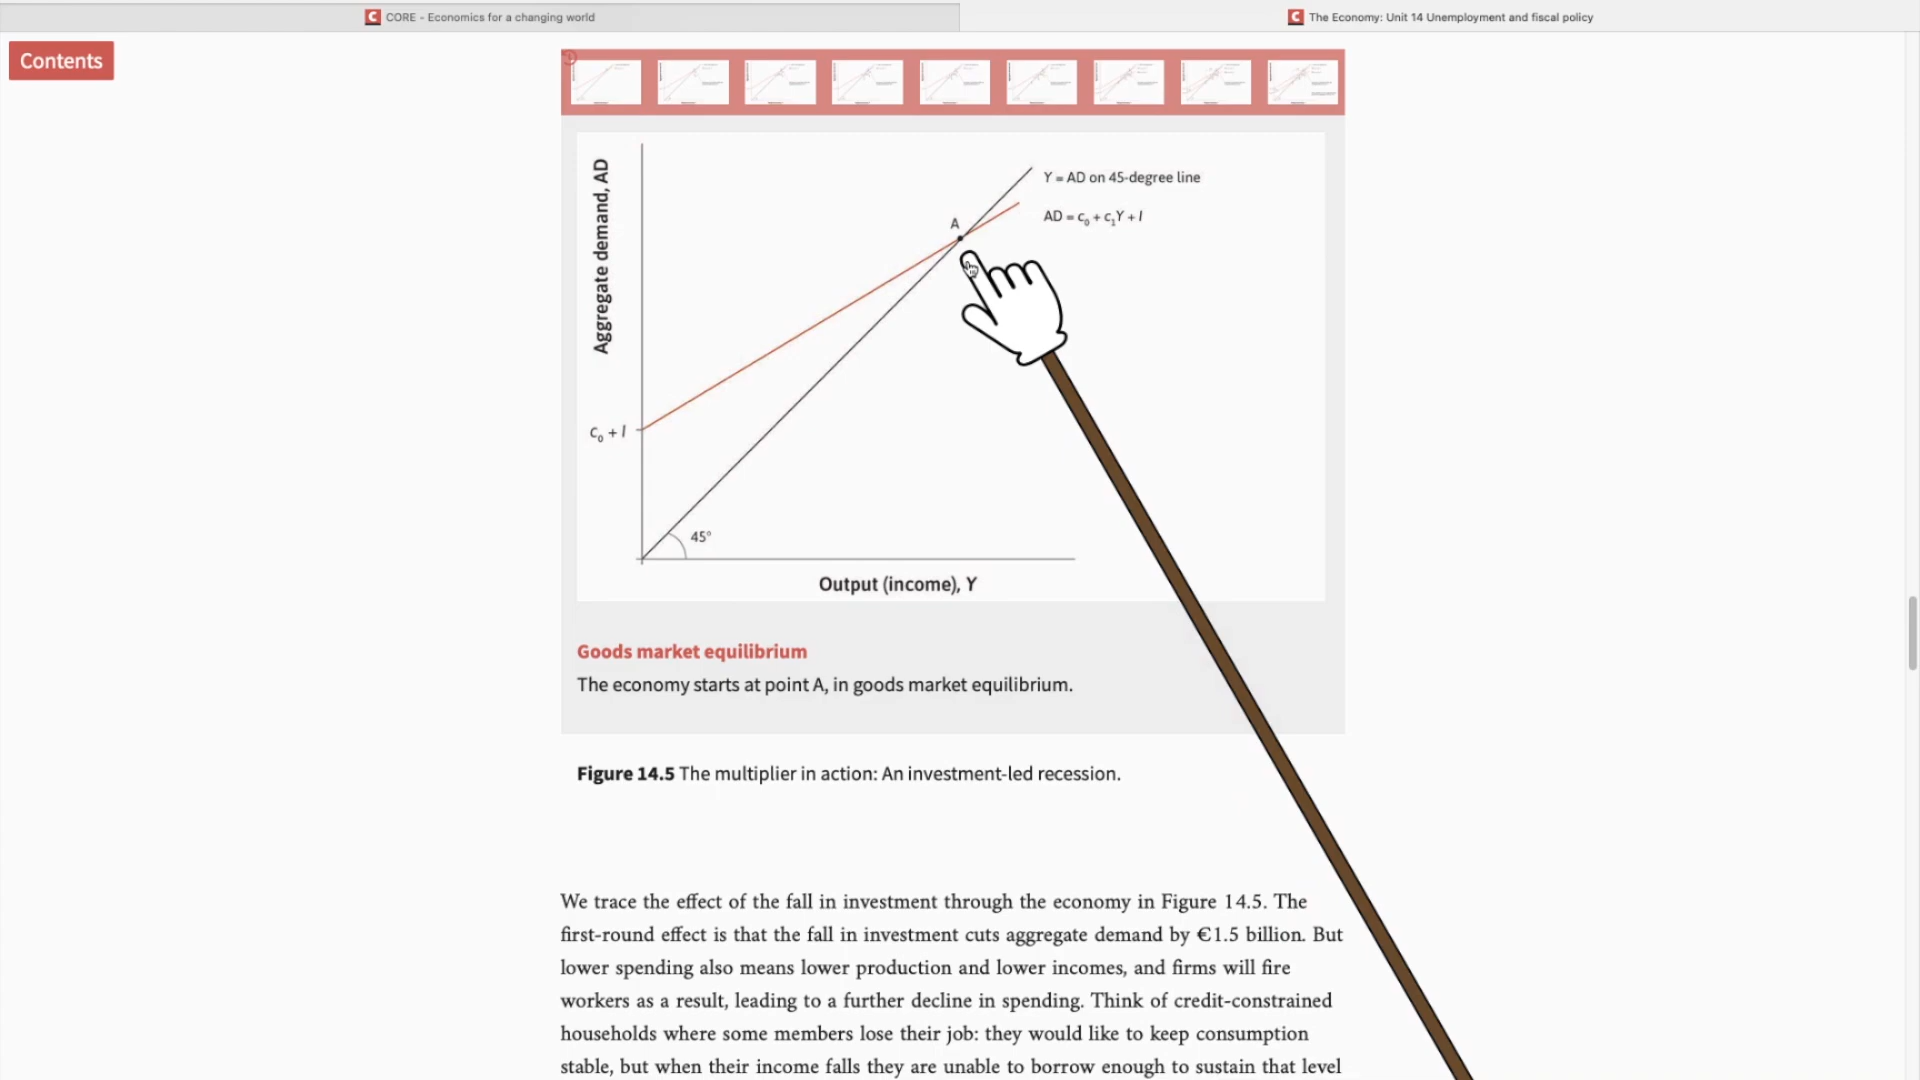 CORE - Economics for a changing world
The Economy: Unit 14 Unemployment and fiscal policy
Contents
Aggregate demand, AD
Y = AD on 45-degree line
AD = c₀ + c₁Y + I
A
c₀ + I
45°
Output (income), Y
Goods market equilibrium
The economy starts at point A, in goods market equilibrium.
Figure 14.5 The multiplier in action: An investment-led recession.
We trace the effect of the fall in investment through the economy in Figure 14.5. The
first-round effect is that the fall in investment cuts aggregate demand by €1.5 billion. But
lower spending also means lower production and lower incomes, and firms will fire
workers as a result, leading to a further decline in spending. Think of credit-constrained
households where some members lose their job: they would like to keep consumption
stable, but when their income falls they are unable to borrow enough to sustain that level